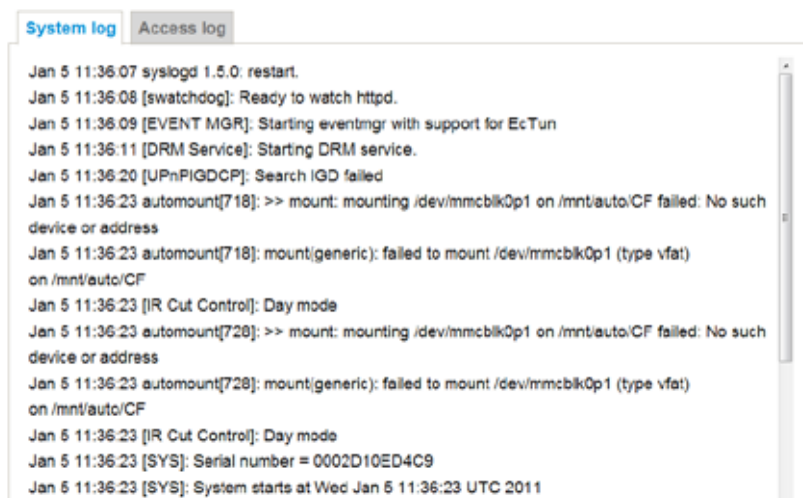 System log Access log
Jan 5 11:36:07 syslogd 1.5.0: restart.
Jan 5 11:36:08 [swatchdog]: Ready to watch httpd.
Jan 5 11:36:09 [EVENT MGR]: Starting eventmgr with support for EcTun
Jan 5 11:36:11 [DRM Service]: Starting DRM service.
Jan 5 11:36:20 [UPnPIGDCP]: Search IGD failed
Jan 5 11:36:23 automount[718]: >> mount: mounting /dev/mmcblk0p1 on /mnt/auto/CF failed: No such
device or address
Jan 5 11:36:23 automount[718]: mount(generic): failed to mount /dev/mmcblk0p1 (type vfat)
on /mnt/auto/CF
Jan 5 11:36:23 [IR Cut Control]: Day mode
Jan 5 11:36:23 automount[728]: >> mount: mounting /dev/mmcblk0p1 on /mnt/auto/CF failed: No such
device or address
Jan 5 11:36:23 automount[728]: mount(generic): failed to mount /dev/mmcblk0p1 (type vfat)
on /mnt/auto/CF
Jan 5 11:36:23 [IR Cut Control]: Day mode
Jan 5 11:36:23 [SYS]: Serial number = 0002D10ED4C9
Jan 5 11:36:23 [SYS]: System starts at Wed Jan 5 11:36:23 UTC 2011